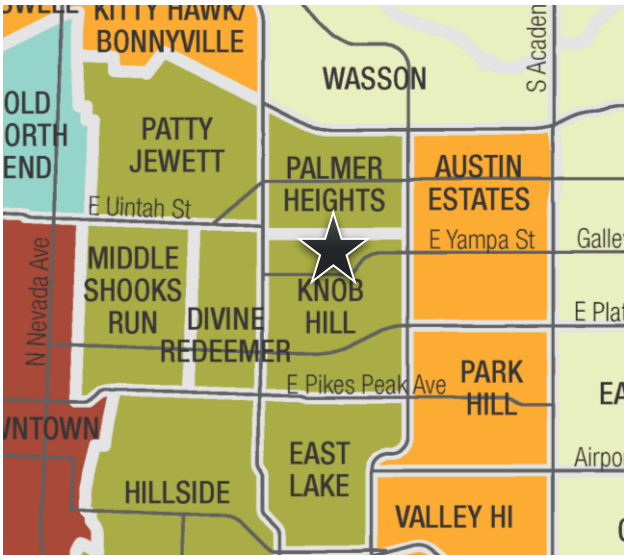 KITTY HAWK/
BONNYVILLE
WASSON
S Academ
OLD
ORTH
END
PATTY
JEWETT
PALMER
HEIGHTS
AUSTIN
ESTATES
E Uintah St
E Yampa St
Galley
N Nevada Ave
MIDDLE
SHOOKS
RUN
DIVINE
REDEEMER
KNOB
HILL
E Plat
E Pikes Peak Ave
PARK
HILL
EA
WNTOWN
EAST
LAKE
Airpo
HILLSIDE
VALLEY HI